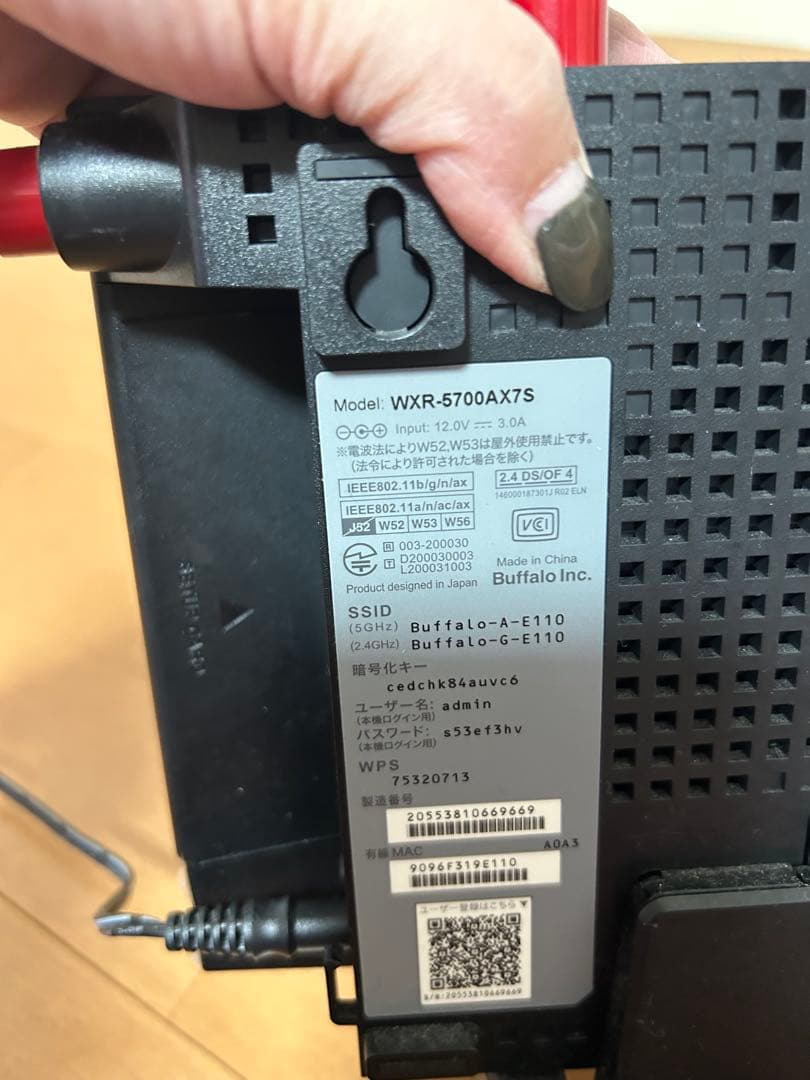 Model: WXR-5700AX7S
Input: 12.0V 3.0A
※電波法によりW52,W53は屋外使用禁止です。
(法令により許可された場合を除く)
IEEE802.11b/g/n/ax
2.4 DS/OF 4
146000187301J R02 ELN
IEEE802.11a/n/ac/ax
J52 W52 W53 W56
VCI
R 003-200030
T D200030003
L200031003
Made in China
Product designed in Japan
Buffalo Inc.
SSID
(5GHz) Buffalo-A-E110
(2.4GHz) Buffalo-G-E110
暗号化キー
cedchk84auvc6
ユーザー名: admin
(本機ログイン用)
パスワード: s53ef3hv
(本機ログイン用)
WPS
75320713
製造番号
20553810669669
有線MAC A0A3
9096F319E110
ユーザー登録はこちら▲
S/N:20553810669669